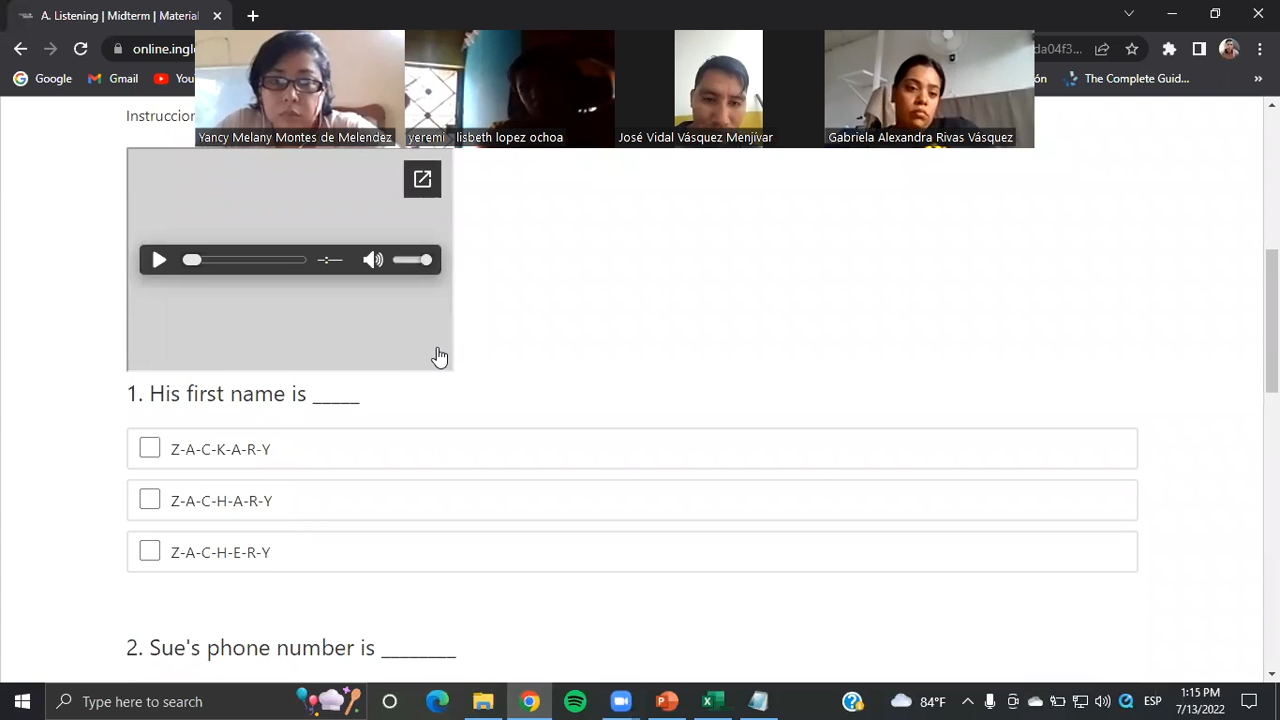 A. Listening | Midterm | Material
online.ingl
da04f3...
Google
Gmail
You
ión
The Complete Guid...
»
Instruccion
Yancy Melany Montes de Melendez
yeremi lisbeth lopez ochoa
José Vidal Vásquez Menjívar
Gabriela Alexandra Rivas Vásquez
-:--
1. His first name is _____
Z-A-C-K-A-R-Y
Z-A-C-H-A-R-Y
Z-A-C-H-E-R-Y
2. Sue's phone number is ________
Type here to search
84°F
ESP
1:15 PM
7/13/2022